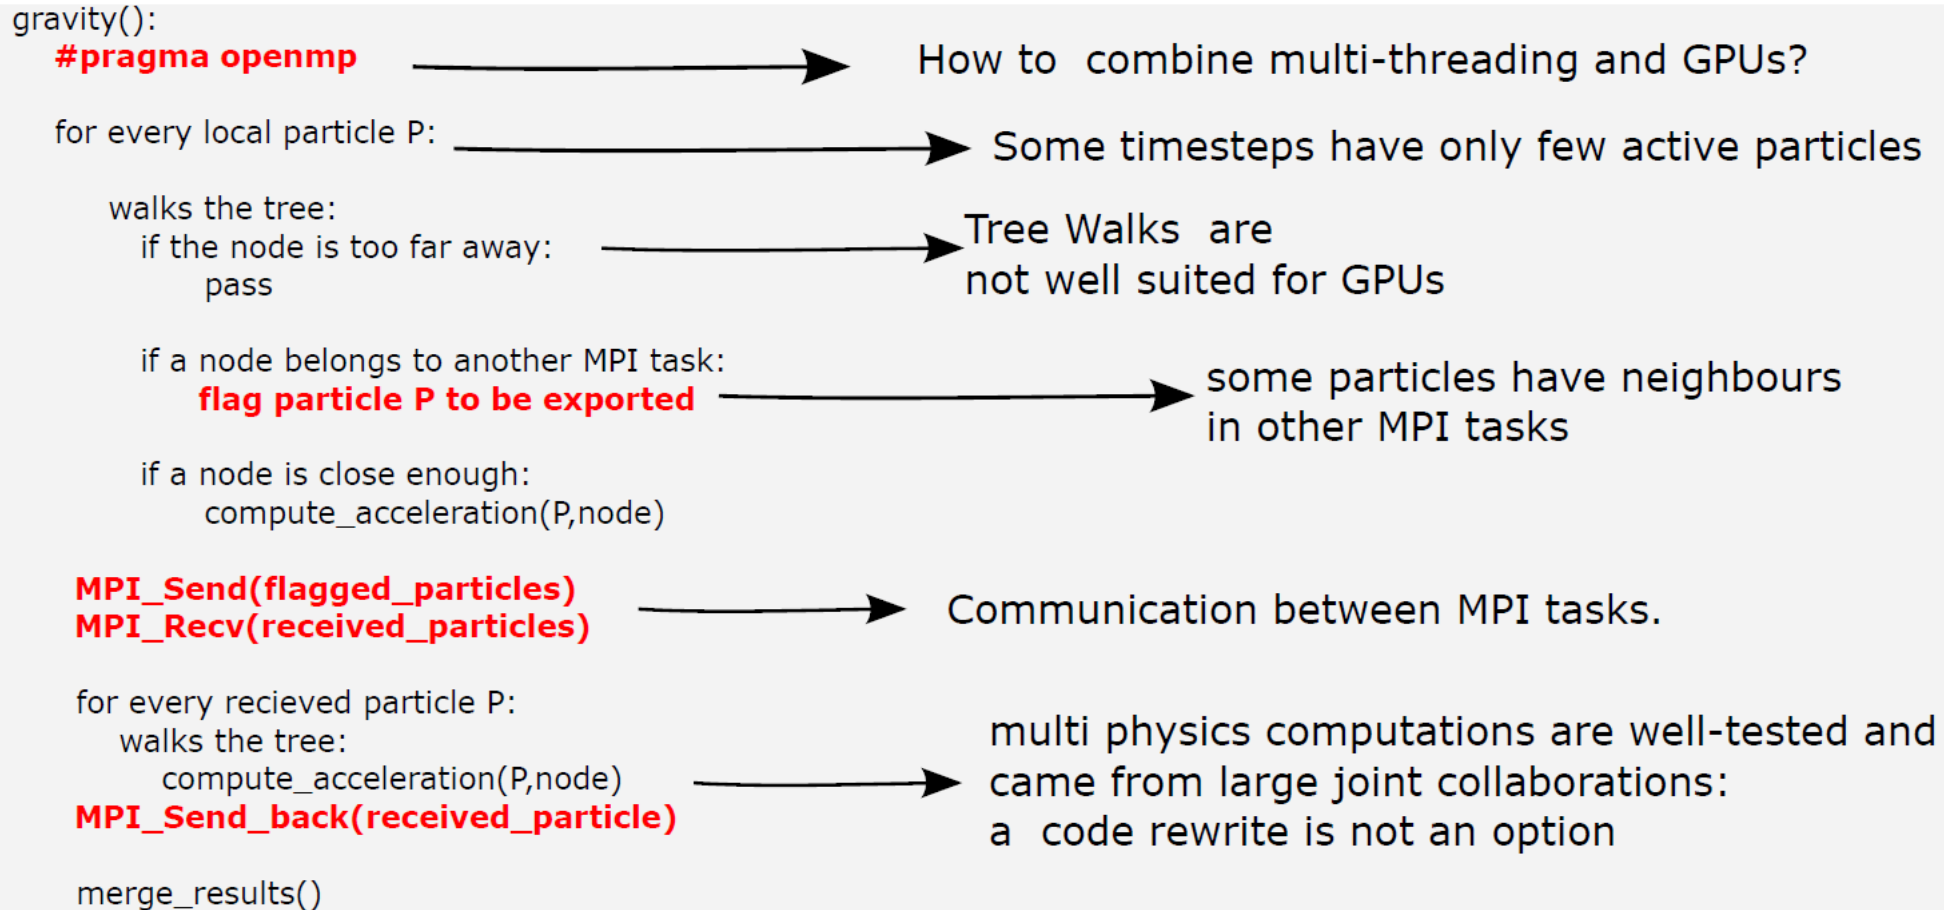 gravity():
#pragma openmp
How to combine multi-threading and GPUs?
for every local particle P:
Some timesteps have only few active particles
walks the tree:
if the node is too far away:
pass
Tree Walks are
not well suited for GPUs
if a node belongs to another MPI task:
flag particle P to be exported
some particles have neighbours
in other MPI tasks
if a node is close enough:
compute_acceleration(P,node)
MPI_Send(flagged_particles)
MPI_Recv(received_particles)
Communication between MPI tasks.
for every recieved particle P:
walks the tree:
compute_acceleration(P,node)
MPI_Send_back(received_particle)
multi physics computations are well-tested and
came from large joint collaborations:
a code rewrite is not an option
merge_results()